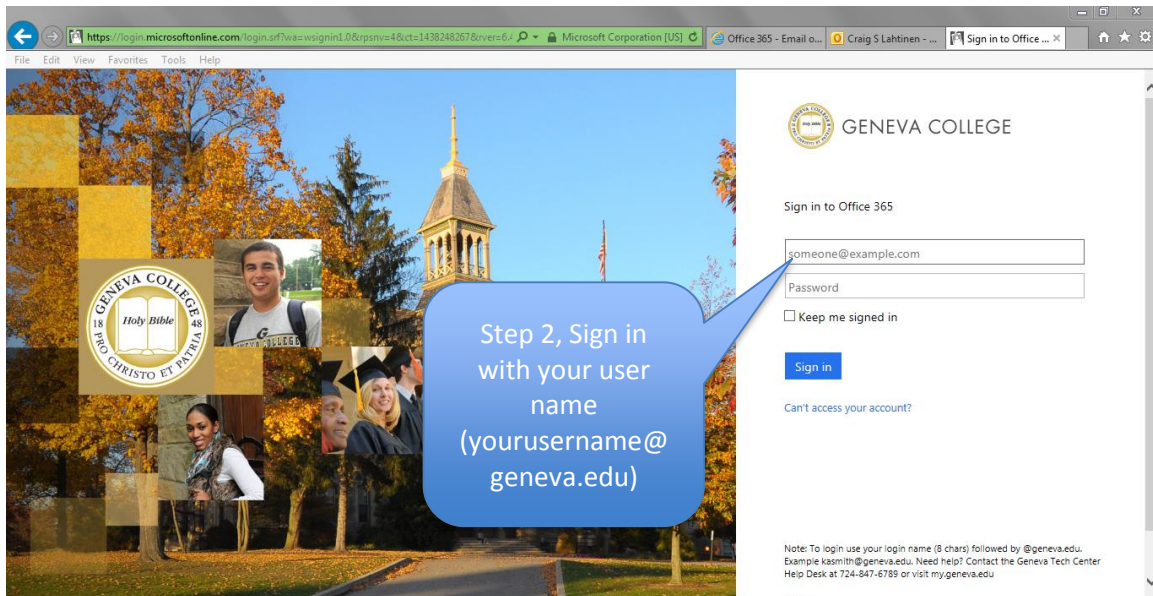 https://login.microsoftonline.com/login.srf?wa=wsignin1.0&rpsnv=4&ct=1438248267&rver=6.4
Microsoft Corporation [US]
Office 365 - Email o...
Craig S Lahtinen - ...
Sign in to Office ...
File Edit View Favorites Tools Help
GENEVA COLLEGE
Sign in to Office 365
someone@example.com
Password
Keep me signed in
Sign in
Can't access your account?
Step 2, Sign in
with your user
name
(yourusername@
geneva.edu)
GENEVA COLLEGE
18 Holy Bible 48
PRO CHRISTO ET PATRIA
G
COLLEGE
Note: To login use your login name (8 chars) followed by @geneva.edu.
Example kasmith@geneva.edu. Need help? Contact the Geneva Tech Center
Help Desk at 724-847-6789 or visit my.geneva.edu